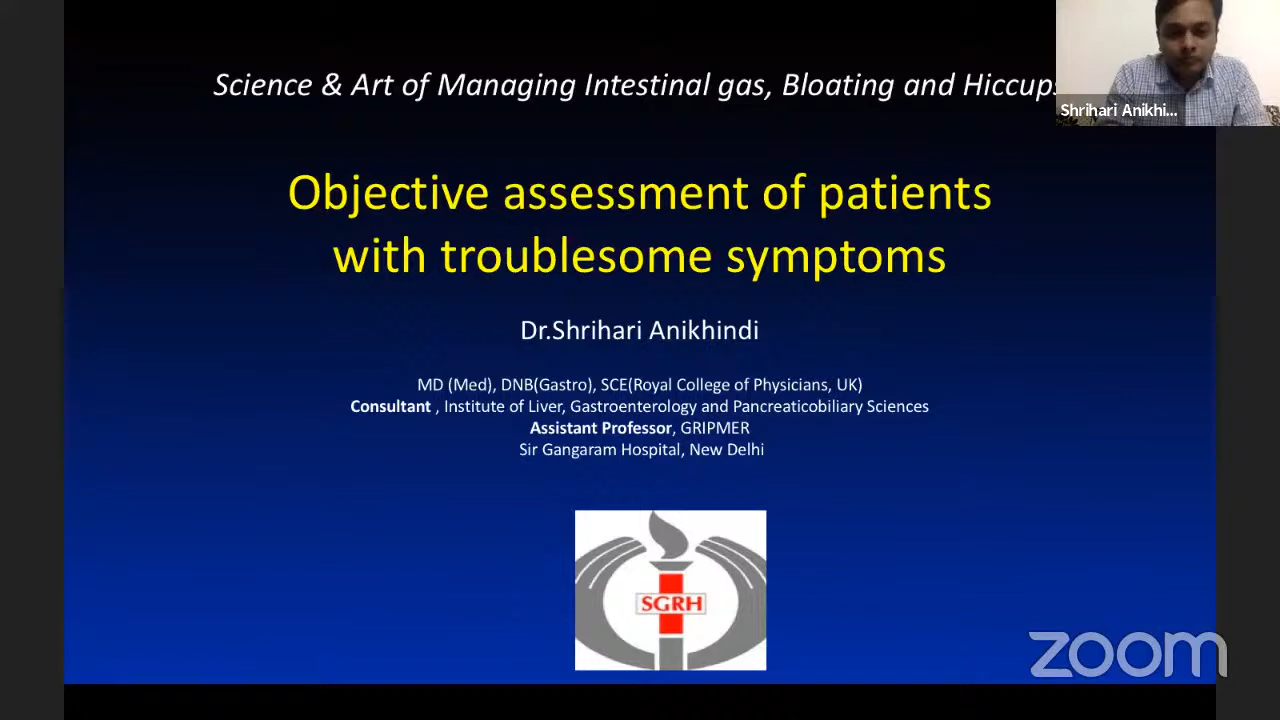 Science & Art of Managing Intestinal gas, Bloating and Hiccups
Shrihari Anikhi...
Objective assessment of patients
with troublesome symptoms
Dr.Shrihari Anikhindi
MD (Med), DNB(Gastro), SCE(Royal College of Physicians, UK)
Consultant , Institute of Liver, Gastroenterology and Pancreaticobiliary Sciences
Assistant Professor, GRIPMER
Sir Gangaram Hospital, New Delhi
SGRH
zoom